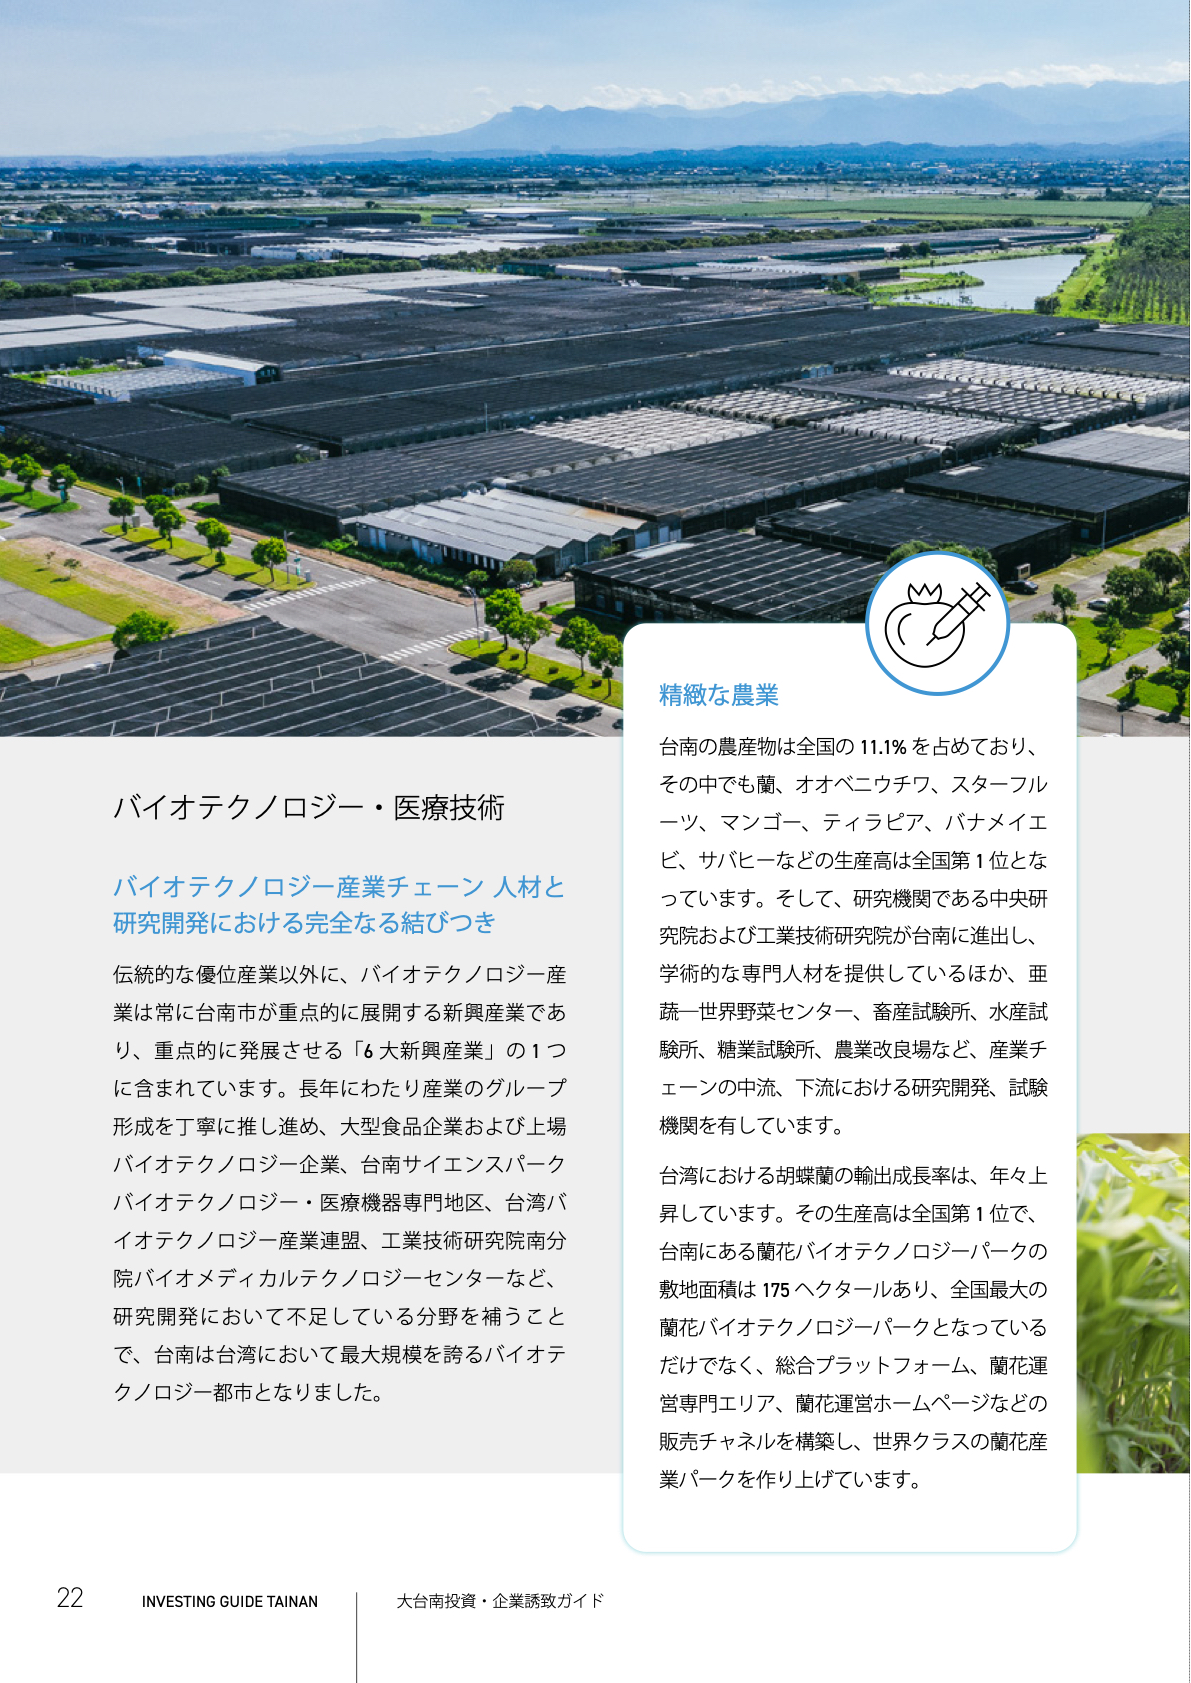 バイオテクノロジー・医療技術
バイオテクノロジー産業チェーン 人材と
研究開発における完全なる結びつき
伝統的な優位産業以外に、バイオテクノロジー産
業は常に台南市が重点的に展開する新興産業であ
り、重点的に発展させる「6 大新興産業」の 1 つ
に含まれています。長年にわたり産業のグループ
形成を丁寧に推し進め、大型食品企業および上場
バイオテクノロジー企業、台南サイエンスパーク
バイオテクノロジー・医療機器専門地区、台湾バ
イオテクノロジー産業連盟、工業技術研究院南分
院バイオメディカルテクノロジーセンターなど、
研究開発において不足している分野を補うこと
で、台南は台湾において最大規模を誇るバイオテ
クノロジー都市となりました。
精緻な農業
台南の農産物は全国の 11.1% を占めており、
その中でも蘭、オオベニウチワ、スターフル
ーツ、マンゴー、ティラピア、バナメイエ
ビ、サバヒーなどの生産高は全国第 1 位とな
っています。そして、研究機関である中央研
究院および工業技術研究院が台南に進出し、
学術的な専門人材を提供しているほか、亜
蔬―世界野菜センター、畜産試験所、水産試
験所、糖業試験所、農業改良場など、産業チ
ェーンの中流、下流における研究開発、試験
機関を有しています。
台湾における胡蝶蘭の輸出成長率は、年々上
昇しています。その生産高は全国第 1 位で、
台南にある蘭花バイオテクノロジーパークの
敷地面積は 175 ヘクタールあり、全国最大の
蘭花バイオテクノロジーパークとなっている
だけでなく、総合プラットフォーム、蘭花運
営専門エリア、蘭花運営ホームページなどの
販売チャネルを構築し、世界クラスの蘭花産
業パークを作り上げています。
22
INVESTING GUIDE TAINAN
大台南投資・企業誘致ガイド